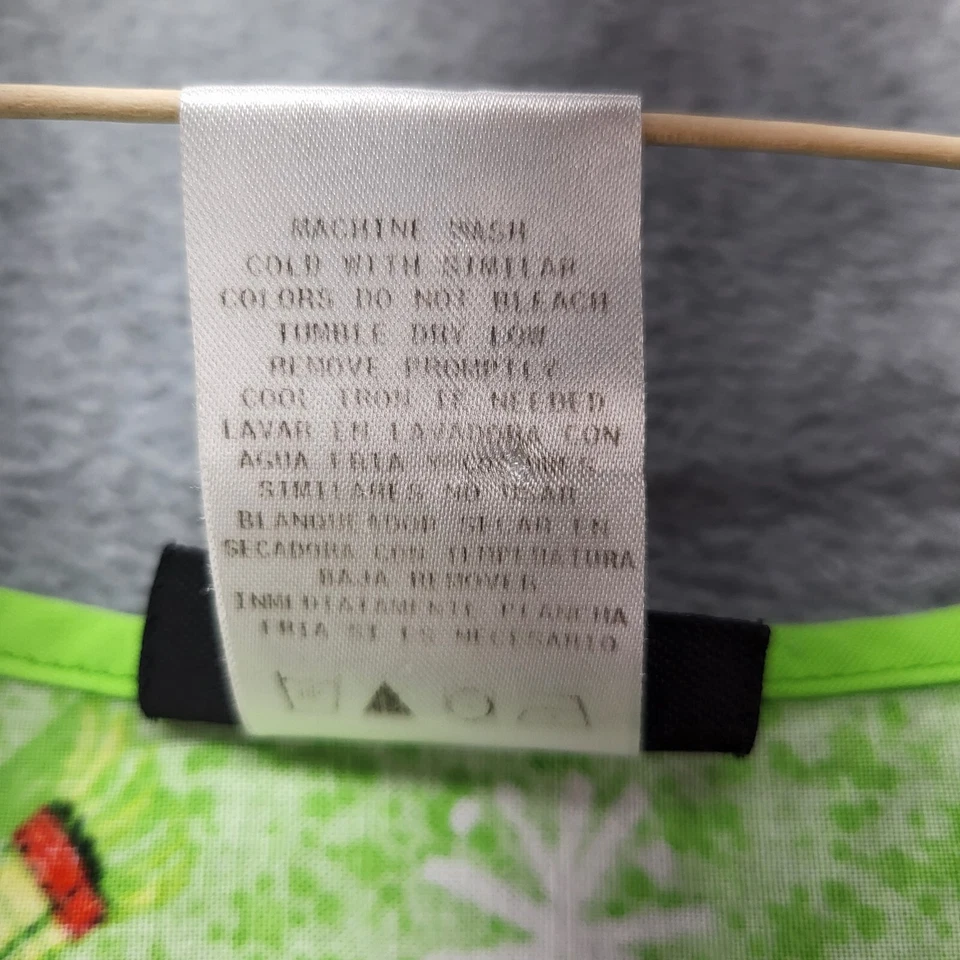 MACHINE WASH
COLD WITH SIMILAR
COLORS DO NOT BLEACH
TUMBLE DRY LOW
REMOVE PROMPTLY
COOL IRON IF NEEDED
LAVAR EN LAVADORA CON
AGUA FRIA Y COLORES
SIMILARES NO USAR
BLANQUEADOR SECAR EN
SECADORA CON TEMPERATURA
BAJA REMOVER
INMEDIATAMENTE PLANCHA
FRIA SI ES NECESARIO